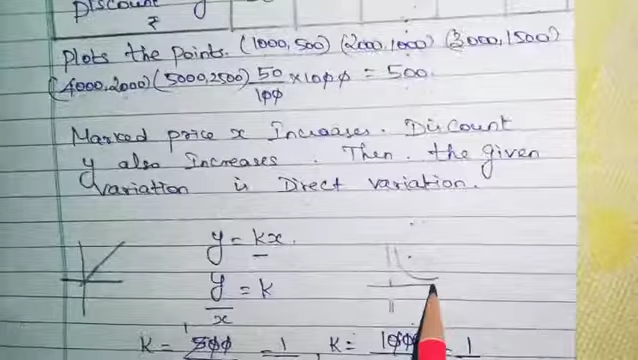 Discount y
₹
Plots the points. (1000,500) (2000,1000) (3000,1500)
(4000,2000) (5000,2500) 50/100 × 1000 = 500.
Marked price x Increases. Discount
y also Increases. Then the given
Variation is Direct variation.
y = kx.
y/x = k
K = 500 = 1 K = 1000 1